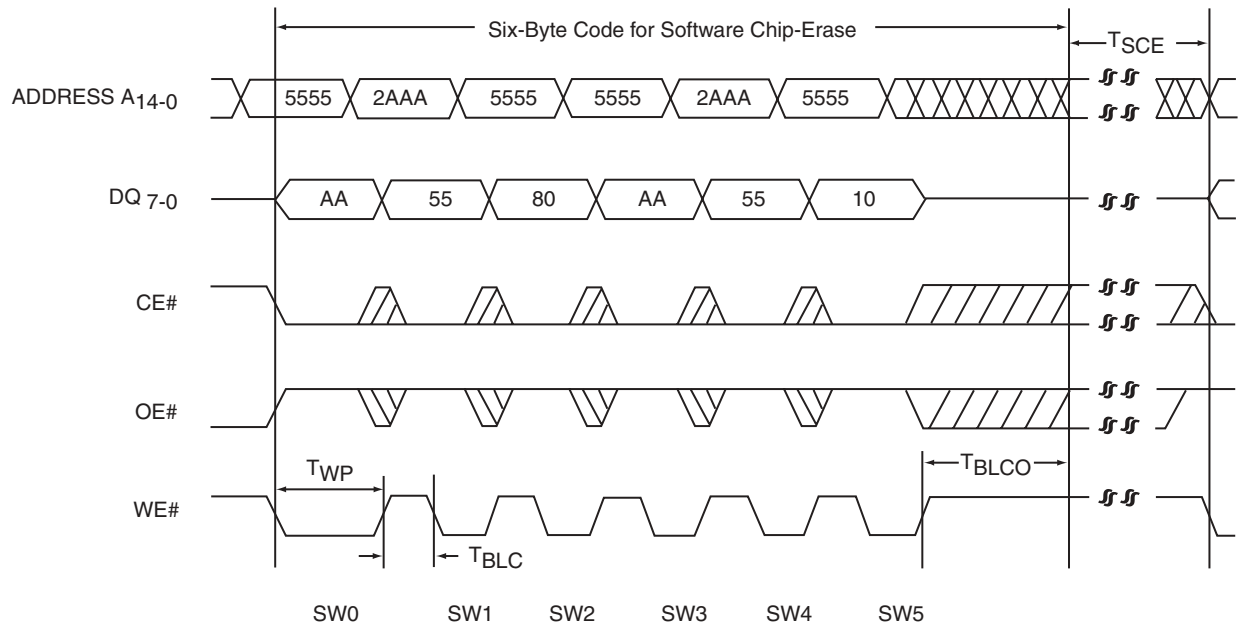 Six-Byte Code for Software Chip-Erase
TSCE
ADDRESS A14-0
5555 2AAA 5555 5555 2AAA 5555
DQ 7-0
AA 55 80 AA 55 10
CE#
OE#
TWP
TBLCO
WE#
TBLC
SW0 SW1 SW2 SW3 SW4 SW5